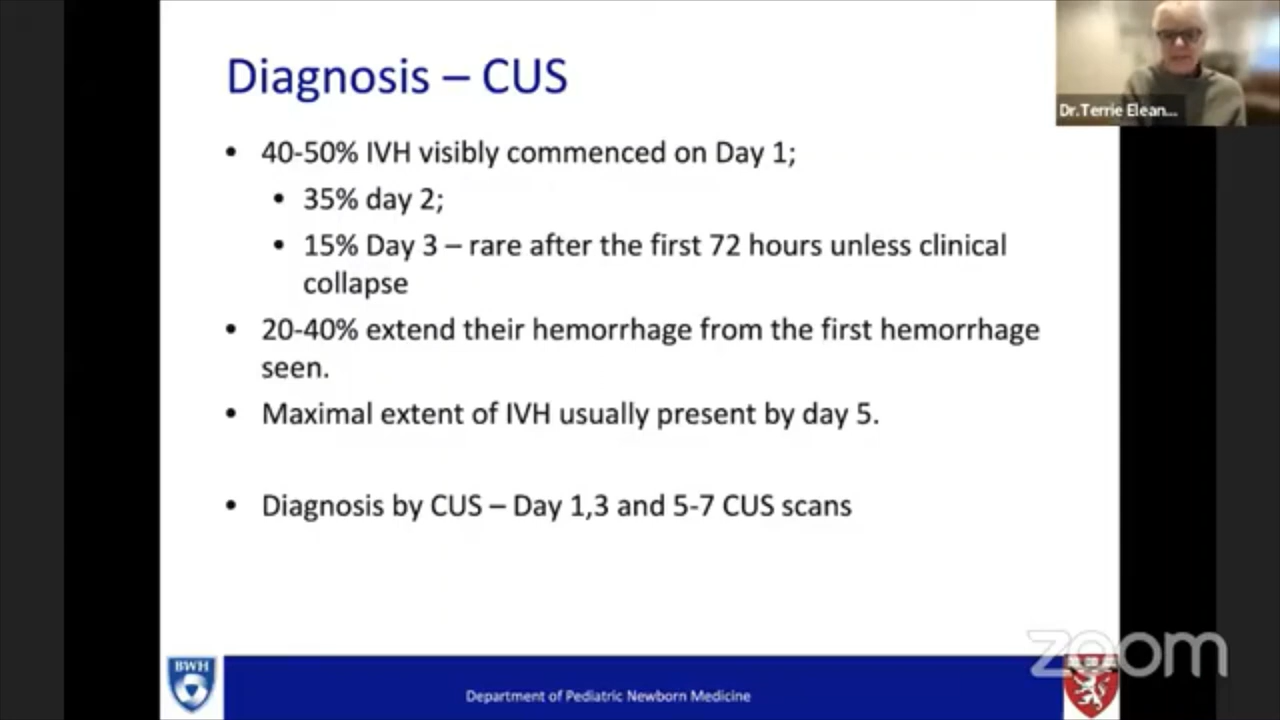 Diagnosis – CUS
Dr.Terrie Elean...
• 40-50% IVH visibly commenced on Day 1;
• 35% day 2;
• 15% Day 3 – rare after the first 72 hours unless clinical
collapse
• 20-40% extend their hemorrhage from the first hemorrhage
seen.
• Maximal extent of IVH usually present by day 5.
• Diagnosis by CUS – Day 1,3 and 5-7 CUS scans
zoom
BWH
Department of Pediatric Newborn Medicine